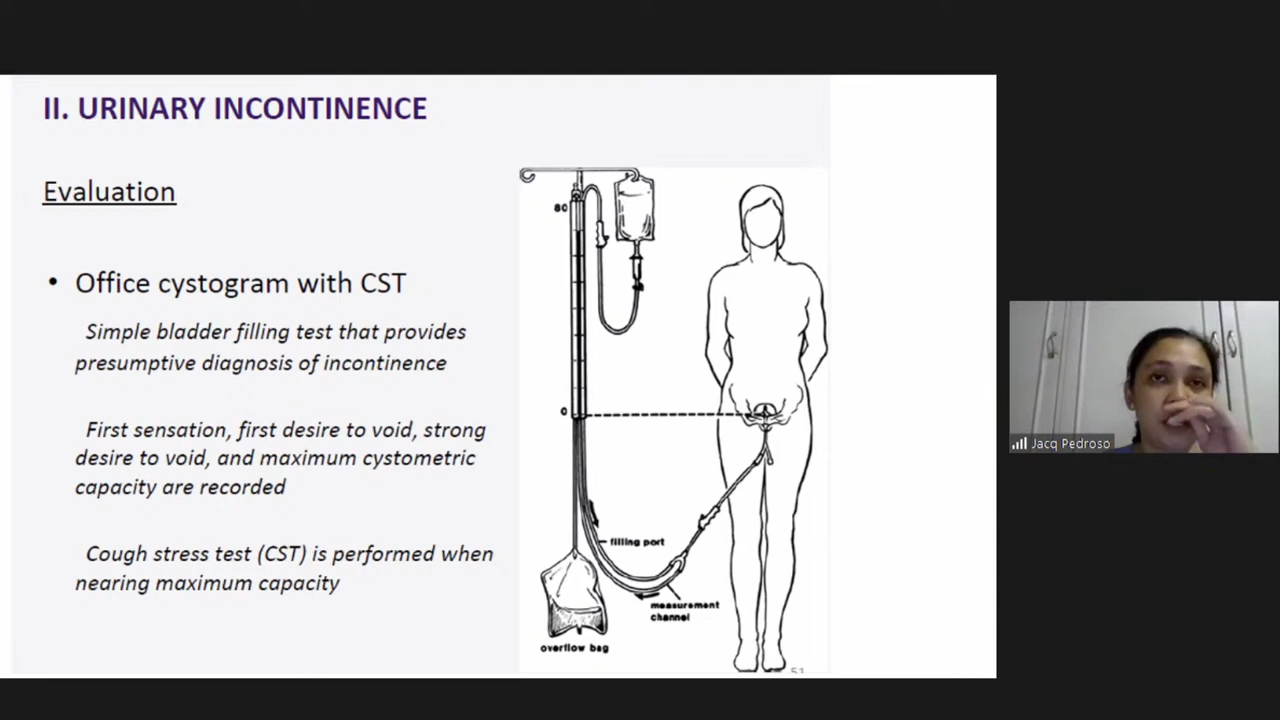 II. URINARY INCONTINENCE
Evaluation
• Office cystogram with CST
Simple bladder filling test that provides
presumptive diagnosis of incontinence
First sensation, first desire to void, strong
desire to void, and maximum cystometric
capacity are recorded
Cough stress test (CST) is performed when
nearing maximum capacity
80
0
filling port
measurement
channel
overflow bag
51
Jacq Pedroso